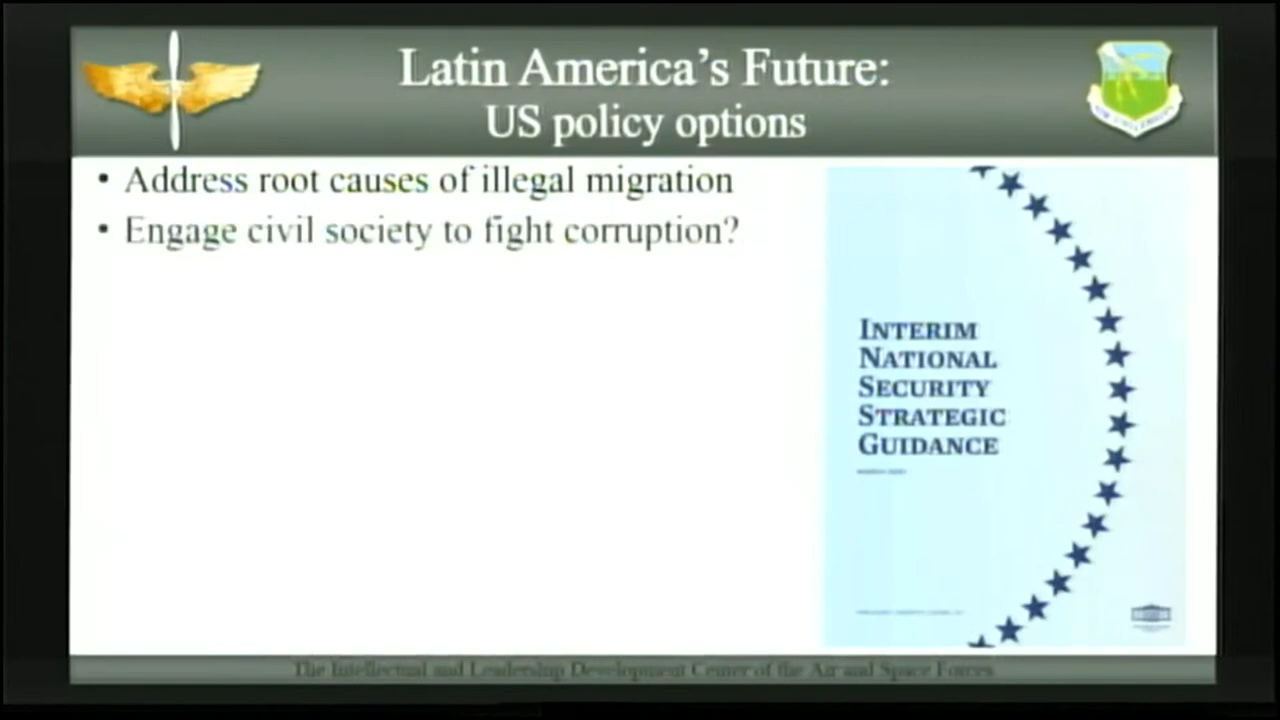 Latin America's Future:
US policy options
• Address root causes of illegal migration
• Engage civil society to fight corruption?
INTERIM
NATIONAL
SECURITY
STRATEGIC
GUIDANCE
The Intellectual and Leadership Development Center of the Air and Space Forces